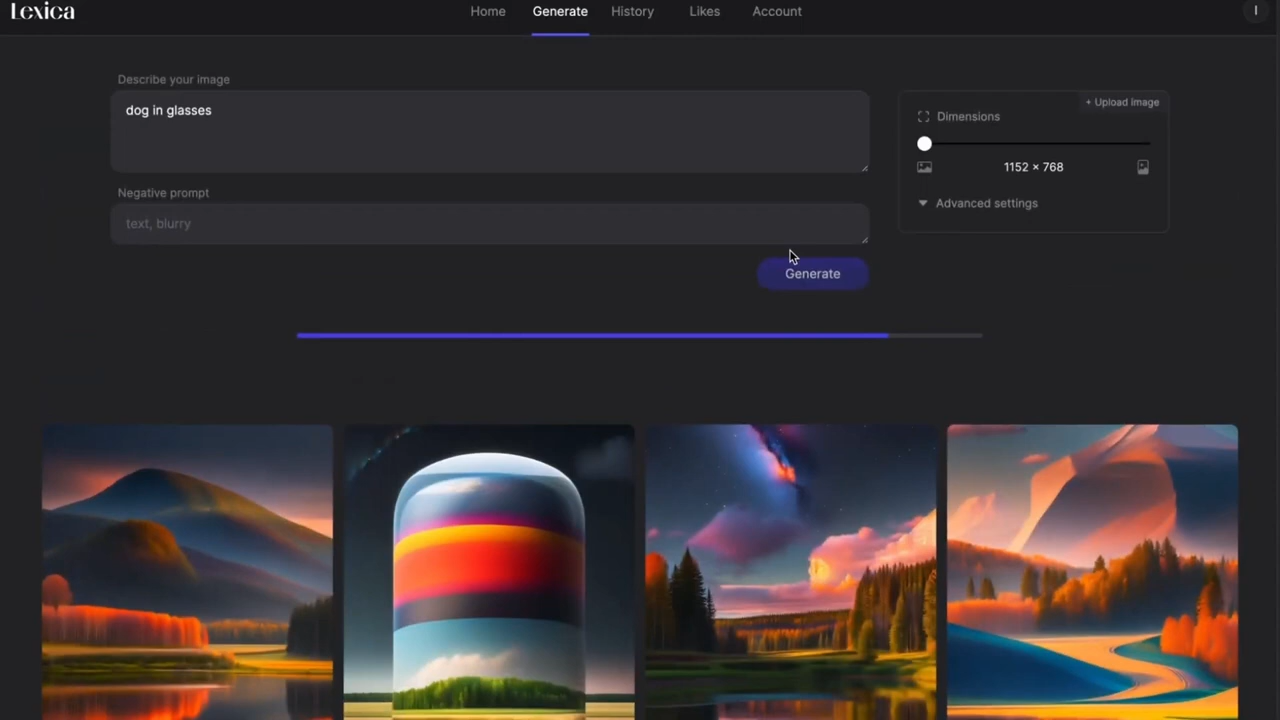 Lexica
Home Generate History Likes Account I
Describe your image
dog in glasses
+ Upload image
Dimensions
1152 × 768
Negative prompt
Advanced settings
text, blurry
Generate